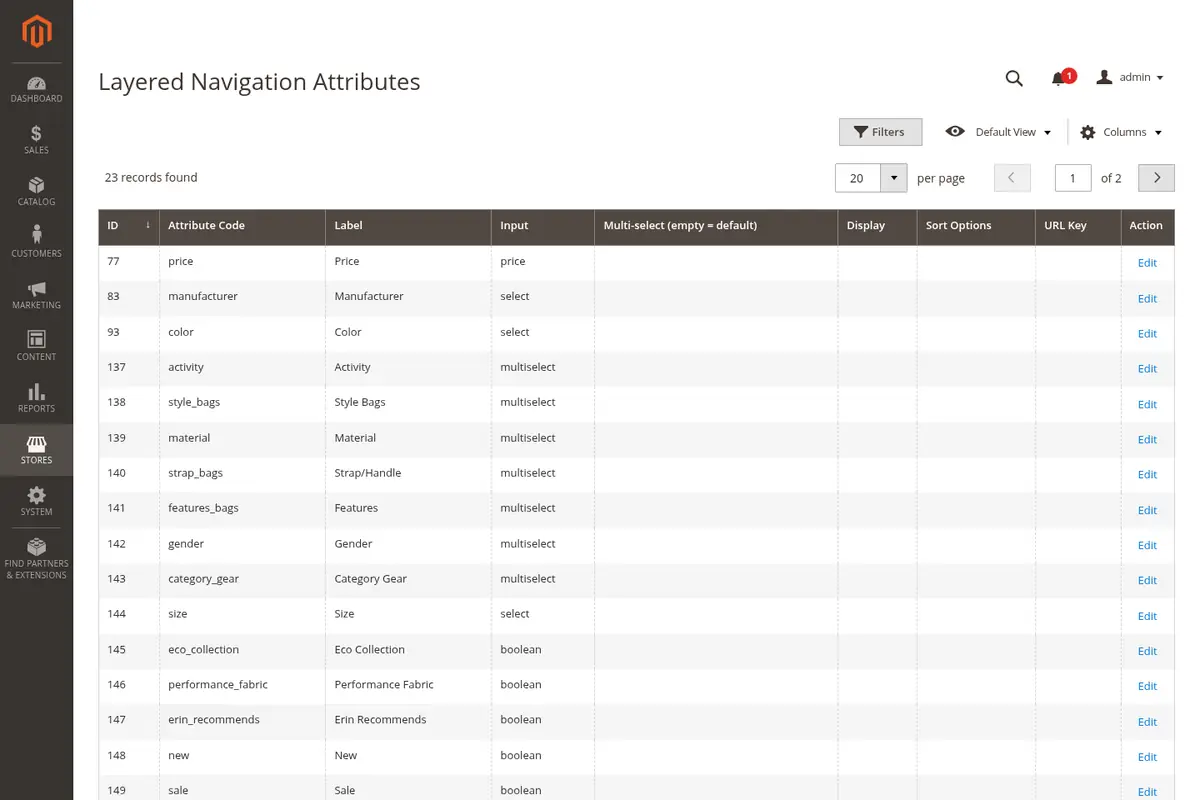 Layered Navigation Attributes
1
admin
Filters
Default View
Columns
23 records found
20 per page 1 of 2
ID ↓ Attribute Code Label Input Multi-select (empty = default) Display Sort Options URL Key Action
77 price Price price Edit
83 manufacturer Manufacturer select Edit
93 color Color select Edit
137 activity Activity multiselect Edit
138 style_bags Style Bags multiselect Edit
139 material Material multiselect Edit
140 strap_bags Strap/Handle multiselect Edit
141 features_bags Features multiselect Edit
142 gender Gender multiselect Edit
143 category_gear Category Gear multiselect Edit
144 size Size select Edit
145 eco_collection Eco Collection boolean Edit
146 performance_fabric Performance Fabric boolean Edit
147 erin_recommends Erin Recommends boolean Edit
148 new New boolean Edit
149 sale Sale boolean Edit
DASHBOARD
$
SALES
CATALOG
CUSTOMERS
MARKETING
CONTENT
REPORTS
STORES
SYSTEM
FIND PARTNERS
& EXTENSIONS